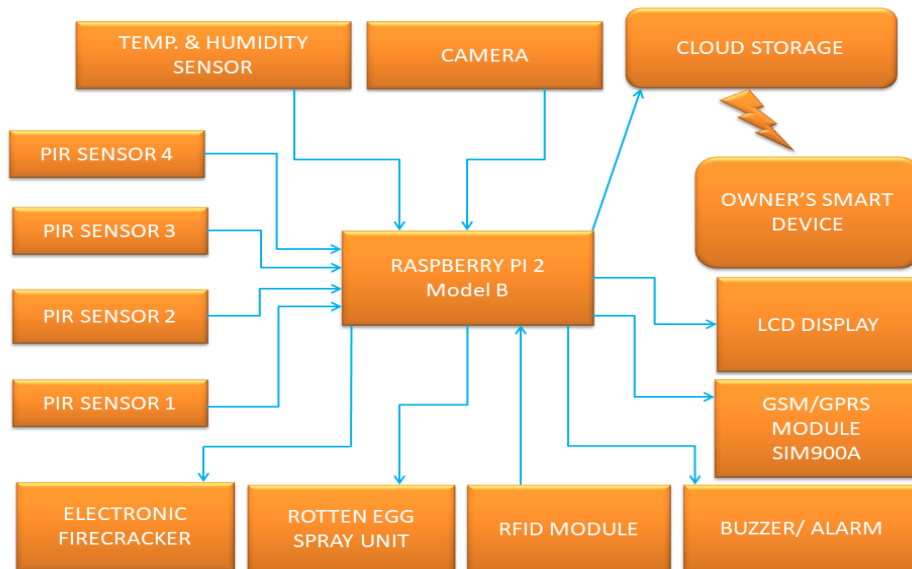 TEMP. & HUMIDITY
SENSOR
CAMERA
CLOUD STORAGE
PIR SENSOR 4
PIR SENSOR 3
PIR SENSOR 2
PIR SENSOR 1
RASPBERRY PI 2
Model B
OWNER'S SMART
DEVICE
LCD DISPLAY
GSM/GPRS
MODULE
SIM900A
ELECTRONIC
FIRECRACKER
ROTTEN EGG
SPRAY UNIT
RFID MODULE
BUZZER/ ALARM